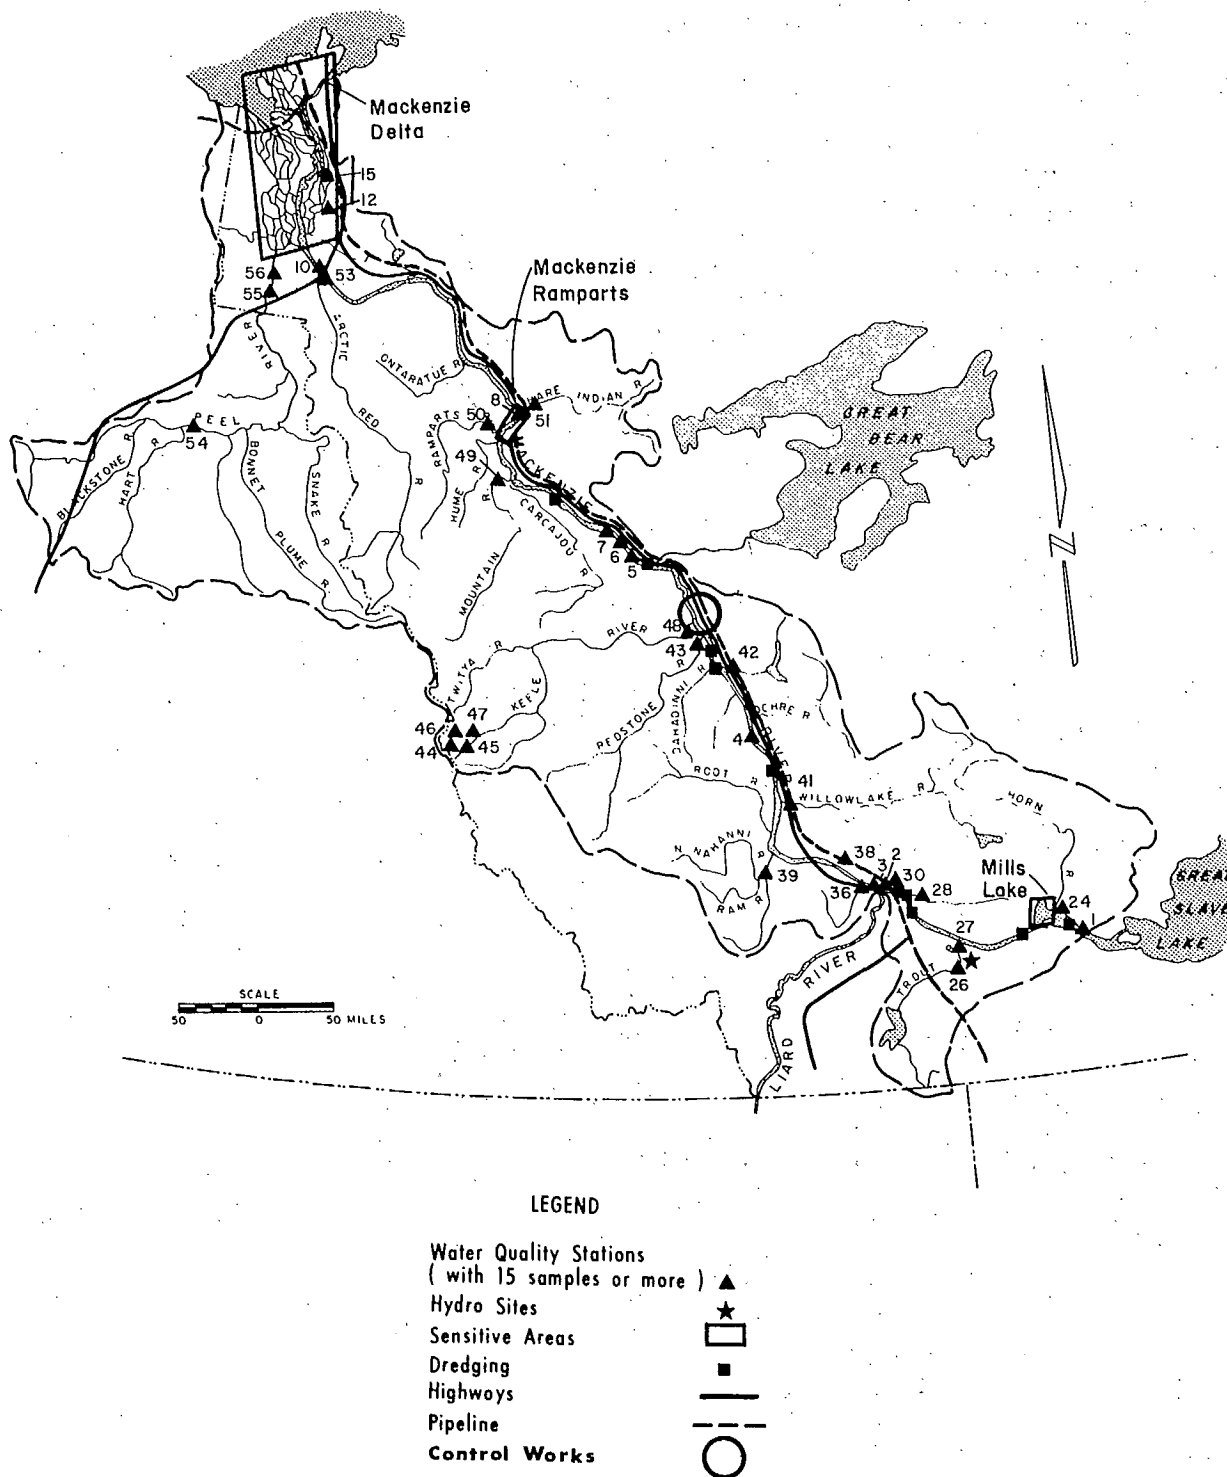 Mackenzie
Delta
15
12
56
10
53
55
Mackenzie
Ramparts
RIVER
ARCTIC
RED
R
ONTARATUE R
HARE INDIAN R
8
50
51
RAMPARTS
R
49
HUME R
MACKENZIE
RIVER
CARCAJOU
R
MOUNTAIN
R
PEEL
54
BLACKSTONE R
HART R
BONNET
PLUME R
SNAKE R
GREAT
BEAR
LAKE
N
7
6
5
48
RIVER
43
42
TWITYA R
KEELE
46
47
44
45
REDSTONE R
DAHADINNI R
OCHRE R
4
ROOT R
41
WILLOWLAKE R
HORN
R
N NAHANNI R
RAM R
39
38
36
3
2
30
28
Mills
Lake
24
1
GREAT
SLAVE
LAKE
27
26
TROUT
LIARD RIVER
SCALE
50 0 50 MILES
LEGEND
Water Quality Stations
( with 15 samples or more )
Hydro Sites
Sensitive Areas
Dredging
Highways
Pipeline
Control Works